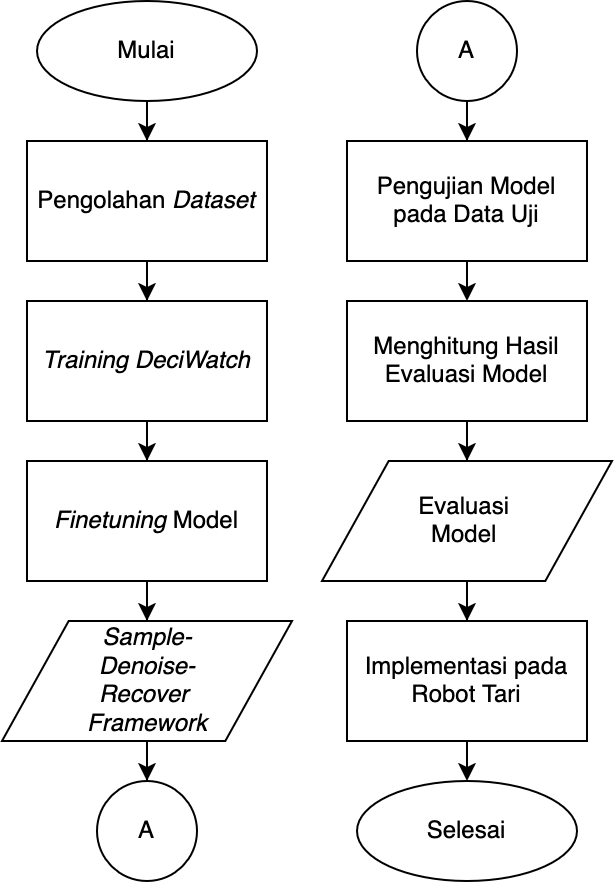 Mulai
Pengolahan Dataset
Training DeciWatch
Finetuning Model
Sample-
Denoise-
Recover
Framework
A
A
Pengujian Model
pada Data Uji
Menghitung Hasil
Evaluasi Model
Evaluasi
Model
Implementasi pada
Robot Tari
Selesai